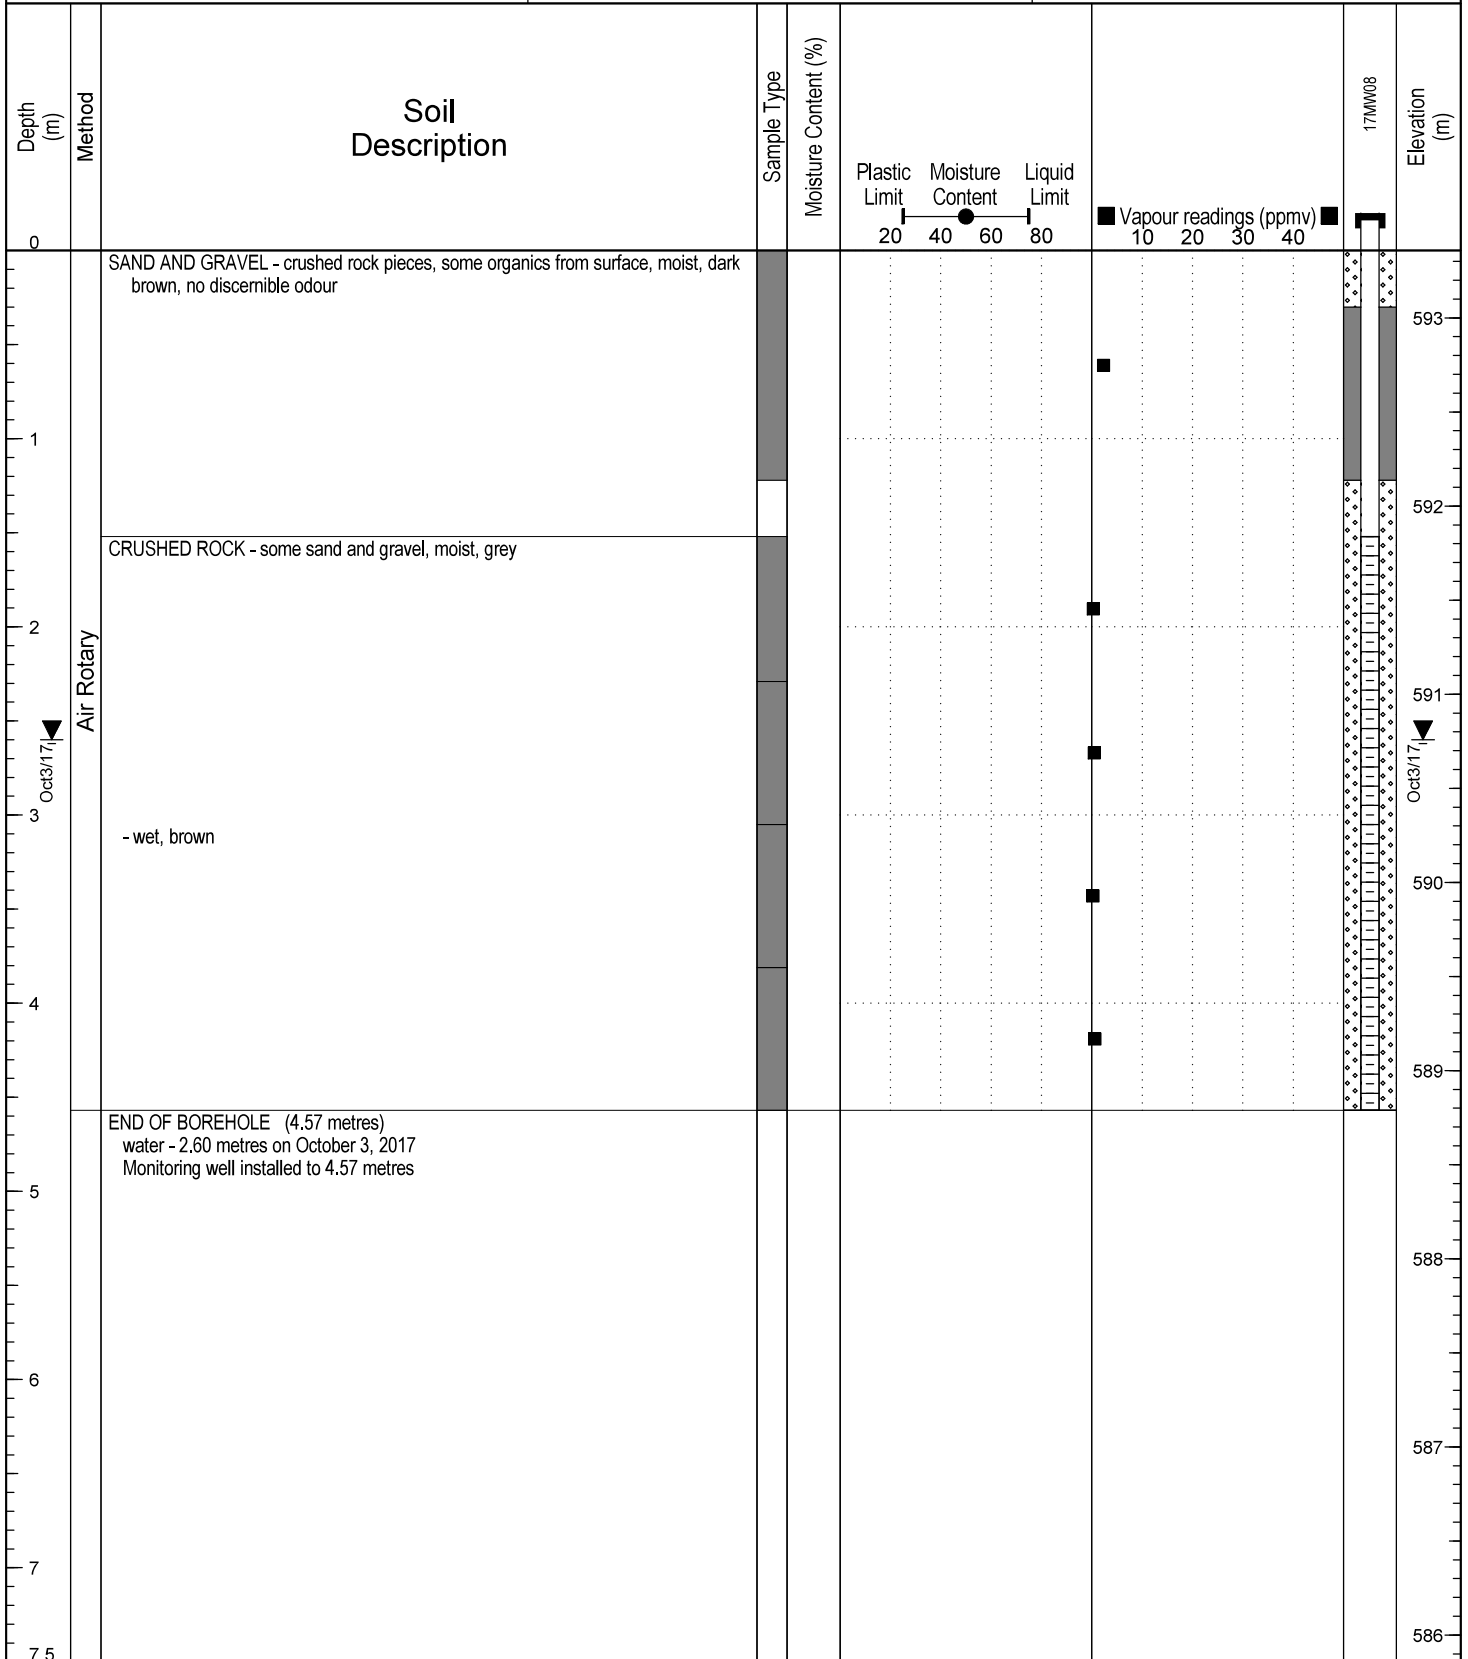 Depth
(m)
Method
Soil
Description
Sample Type
Moisture Content (%)
Plastic
Limit
Moisture
Content
Liquid
Limit
20 40 60 80
Vapour readings (ppmv)
10 20 30 40
17MW08
Elevation
(m)
0
SAND AND GRAVEL - crushed rock pieces, some organics from surface, moist, dark
brown, no discernible odour
593
1
592
CRUSHED ROCK - some sand and gravel, moist, grey
2
Air Rotary
591
Oct3/17
Oct3/17
3
- wet, brown
590
4
589
END OF BOREHOLE (4.57 metres)
water - 2.60 metres on October 3, 2017
Monitoring well installed to 4.57 metres
5
588
6
587
7
586
7.5